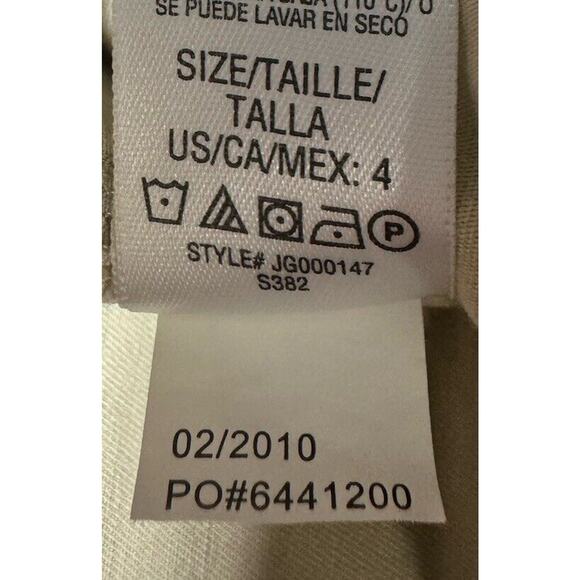 (110°C)/O
SE PUEDE LAVAR EN SECO
SIZE/TAILLE/
TALLA
US/CA/MEX: 4
P
STYLE# JG000147
S382
02/2010
PO#6441200